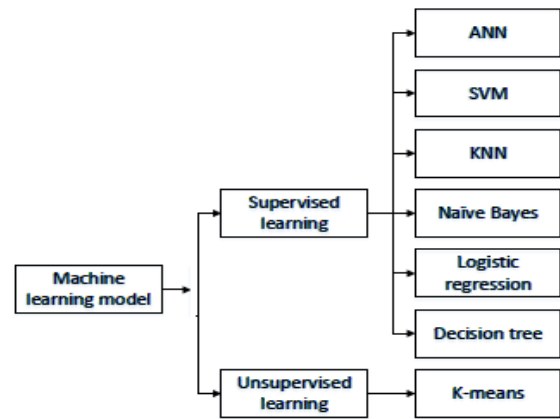 ANN
SVM
KNN
Supervised
learning
Naïve Bayes
Machine
learning model
Logistic
regression
Decision tree
Unsupervised
learning
K-means